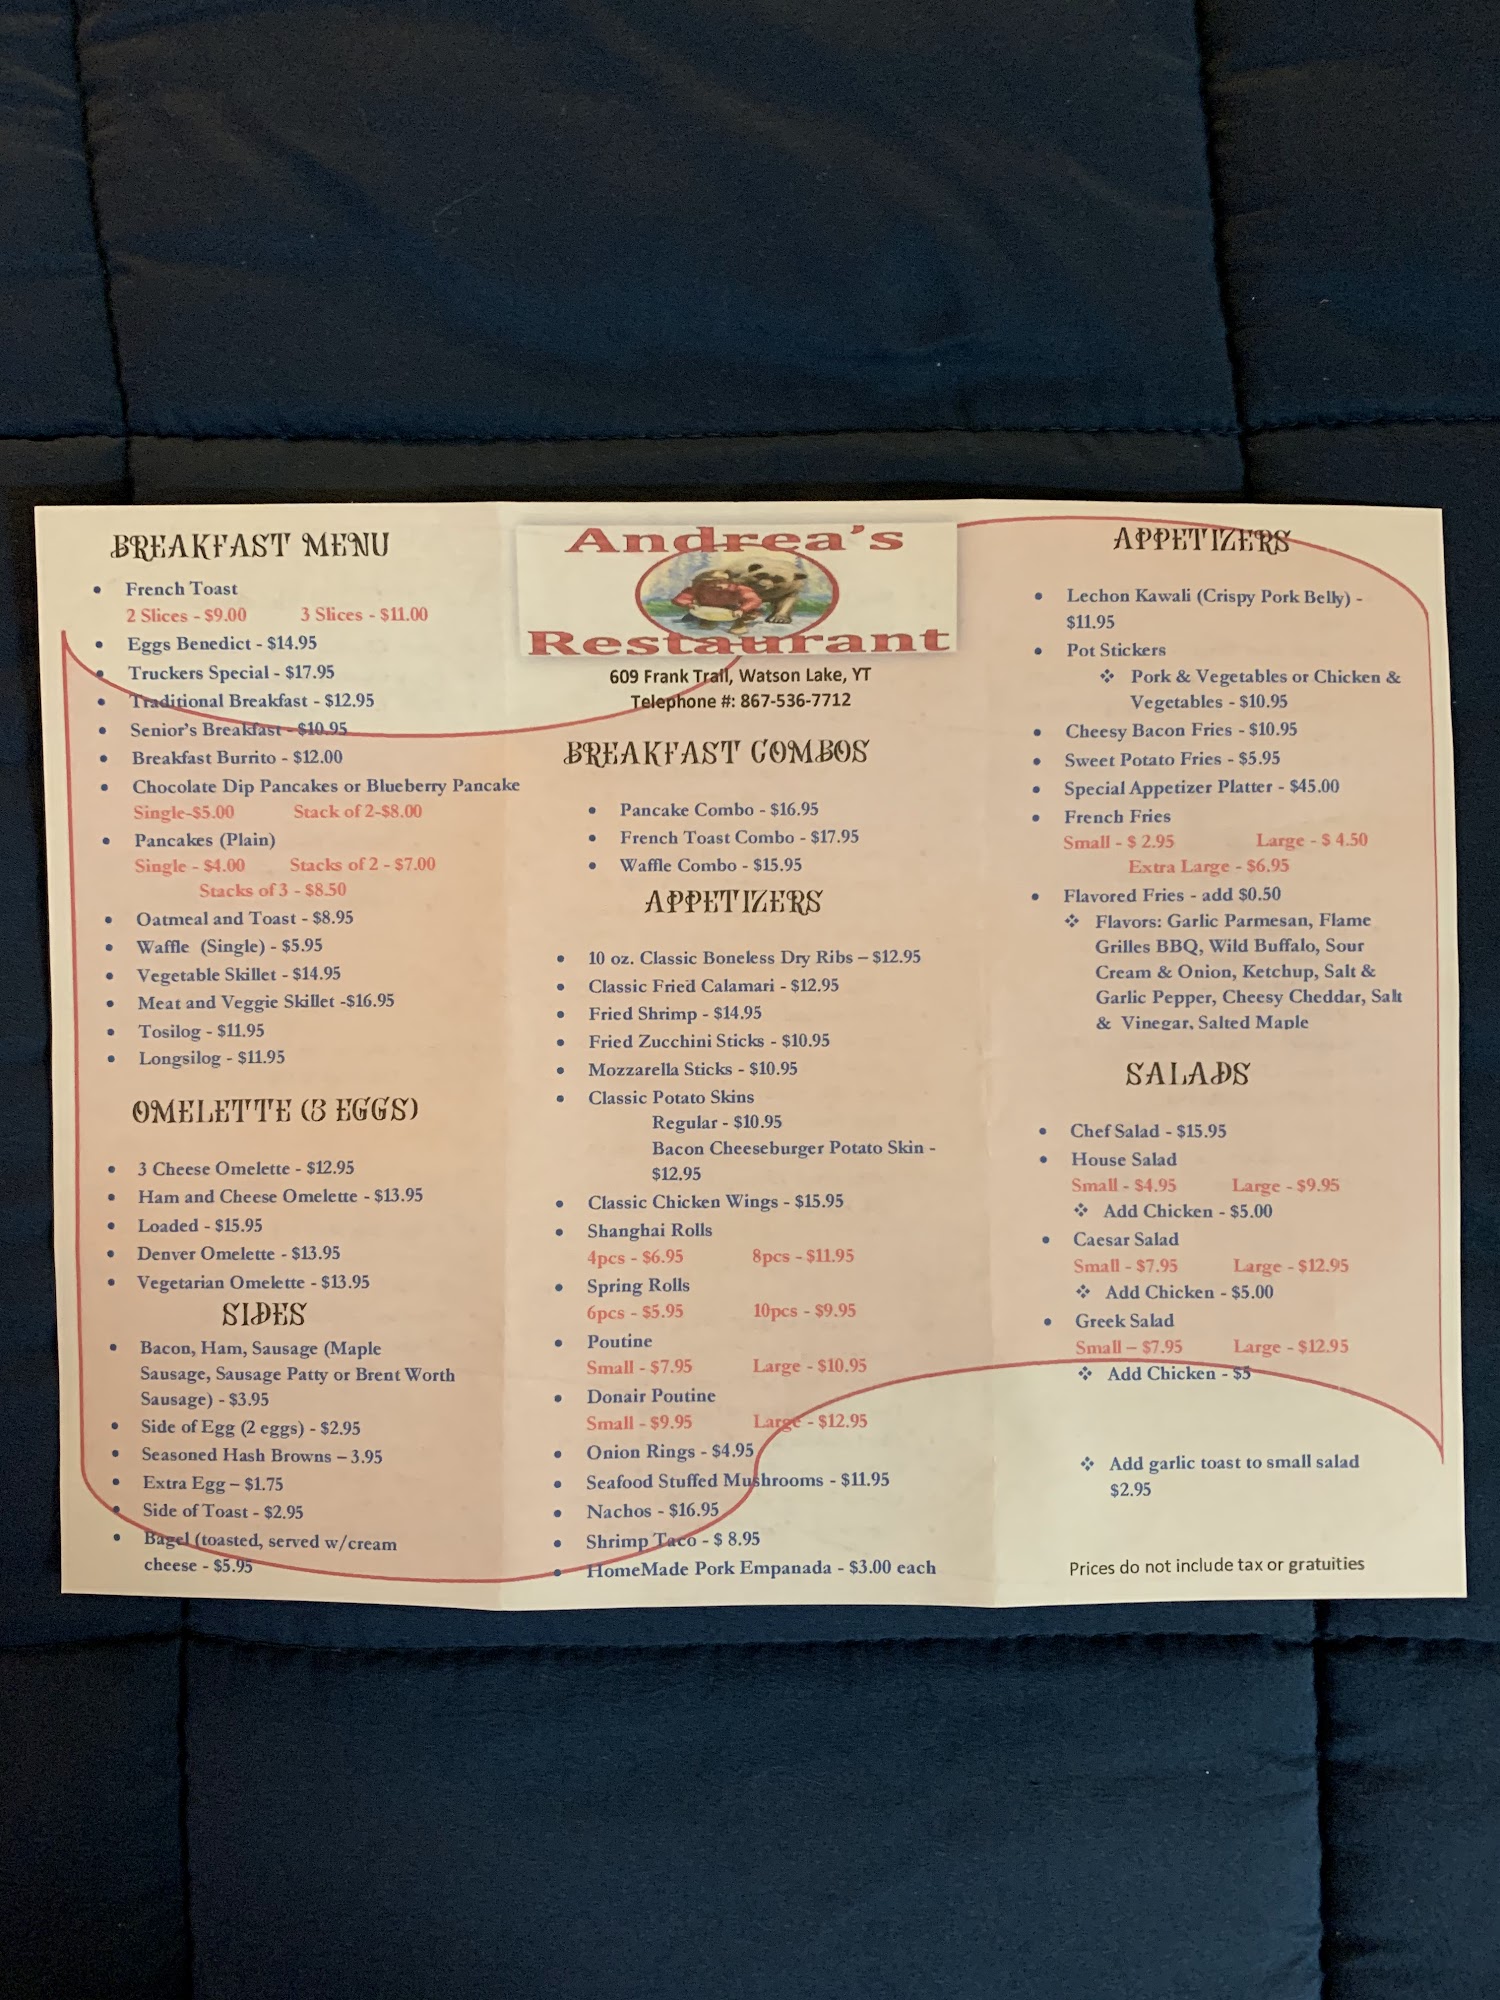 BREAKFAST MENU
French Toast
2 Slices - $9.00 3 Slices - $11.00
Eggs Benedict - $14.95
Truckers Special - $17.95
Traditional Breakfast - $12.95
Senior's Breakfast - $10.95
Breakfast Burrito - $12.00
Chocolate Dip Pancakes or Blueberry Pancake
Single-$5.00 Stack of 2-$8.00
Pancakes (Plain)
Single - $4.00 Stacks of 2 - $7.00
Stacks of 3 - $8.50
Oatmeal and Toast - $8.95
Waffle (Single) - $5.95
Vegetable Skillet - $14.95
Meat and Veggie Skillet -$16.95
Tosilog - $11.95
Longsilog - $11.95
OMELETTE (3 EGGS)
3 Cheese Omelette - $12.95
Ham and Cheese Omelette - $13.95
Loaded - $15.95
Denver Omelette - $13.95
Vegetarian Omelette - $13.95
SIDES
Bacon, Ham, Sausage (Maple
Sausage, Sausage Patty or Brent Worth
Sausage) - $3.95
Side of Egg (2 eggs) - $2.95
Seasoned Hash Browns – 3.95
Extra Egg – $1.75
Side of Toast - $2.95
Bagel (toasted, served w/cream
cheese - $5.95
Andrea's
Restaurant
609 Frank Trail, Watson Lake, YT
Telephone #: 867-536-7712
BREAKFAST COMBOS
Pancake Combo - $16.95
French Toast Combo - $17.95
Waffle Combo - $15.95
APPETIZERS
10 oz. Classic Boneless Dry Ribs – $12.95
Classic Fried Calamari - $12.95
Fried Shrimp - $14.95
Fried Zucchini Sticks - $10.95
Mozzarella Sticks - $10.95
Classic Potato Skins
Regular - $10.95
Bacon Cheeseburger Potato Skin -
$12.95
Classic Chicken Wings - $15.95
Shanghai Rolls
4pcs - $6.95 8pcs - $11.95
Spring Rolls
6pcs - $5.95 10pcs - $9.95
Poutine
Small - $7.95 Large - $10.95
Donair Poutine
Small - $9.95 Large - $12.95
Onion Rings - $4.95
Seafood Stuffed Mushrooms - $11.95
Nachos - $16.95
Shrimp Taco - $ 8.95
HomeMade Pork Empanada - $3.00 each
APPETIZERS
Lechon Kawali (Crispy Pork Belly) -
$11.95
Pot Stickers
Pork & Vegetables or Chicken &
Vegetables - $10.95
Cheesy Bacon Fries - $10.95
Sweet Potato Fries - $5.95
Special Appetizer Platter - $45.00
French Fries
Small - $ 2.95 Large - $ 4.50
Extra Large - $6.95
Flavored Fries - add $0.50
Flavors: Garlic Parmesan, Flame
Grilles BBQ, Wild Buffalo, Sour
Cream & Onion, Ketchup, Salt &
Garlic Pepper, Cheesy Cheddar, Salt
& Vinegar, Salted Maple
SALADS
Chef Salad - $15.95
House Salad
Small - $4.95 Large - $9.95
Add Chicken - $5.00
Caesar Salad
Small - $7.95 Large - $12.95
Add Chicken - $5.00
Greek Salad
Small – $7.95 Large - $12.95
Add Chicken - $5
Add garlic toast to small salad
$2.95
Prices do not include tax or gratuities